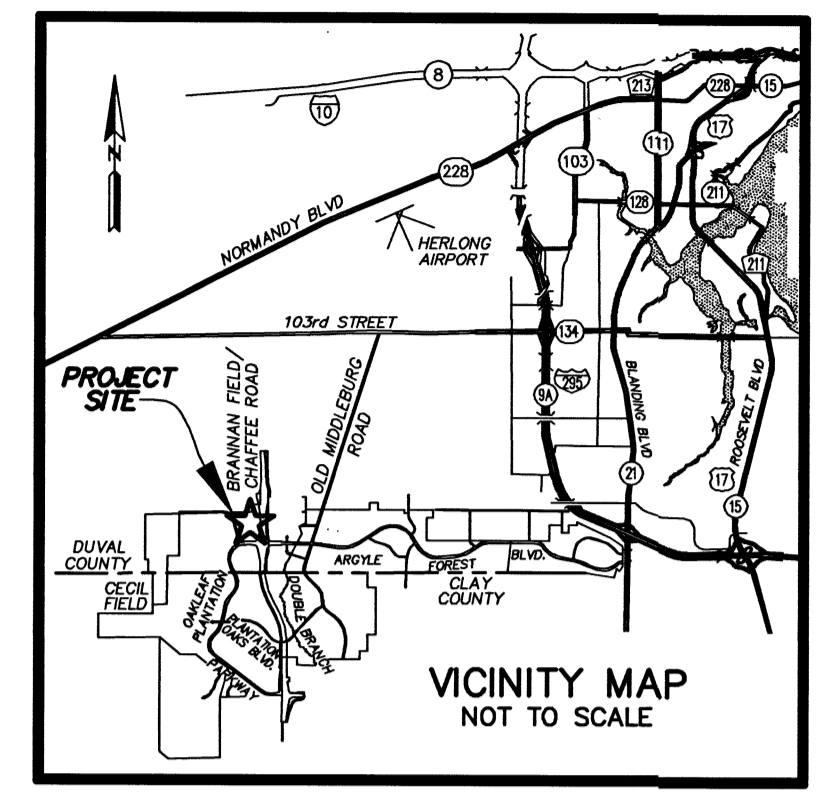 8
10
213
228
15
17
111
103
228
128
211
N
NORMANDY BLVD
HERLONG
AIRPORT
211
103rd STREET
134
PROJECT
SITE
BRANNAN FIELD/
CHAFFEE ROAD
OLD MIDDLEBURG
ROAD
295
9A
BLANDING BLVD
ROOSEVELT BLVD
21
17
15
DUVAL
COUNTY
ARGYLE
FOREST
BLVD.
CECIL
FIELD
CLAY
COUNTY
OAKLEAF
PLANTATION
PARKWAY
PLANTATION
OAKS BLVD.
DOUBLE BRANCH
VICINITY MAP
NOT TO SCALE